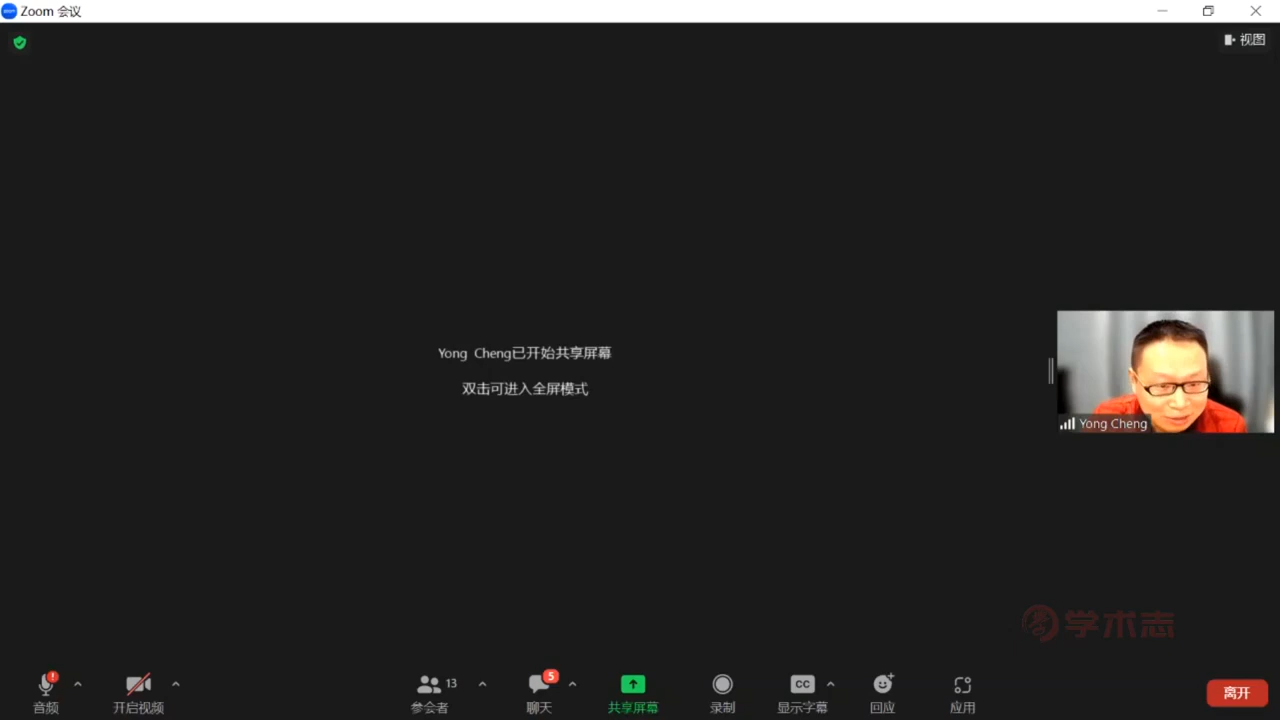 Zoom 会议
视图
Yong Cheng已开始共享屏幕
双击可进入全屏模式
Yong Cheng
学术志
13
5
CC
音频
开启视频
参会者
聊天
共享屏幕
录制
显示字幕
回应
应用
离开